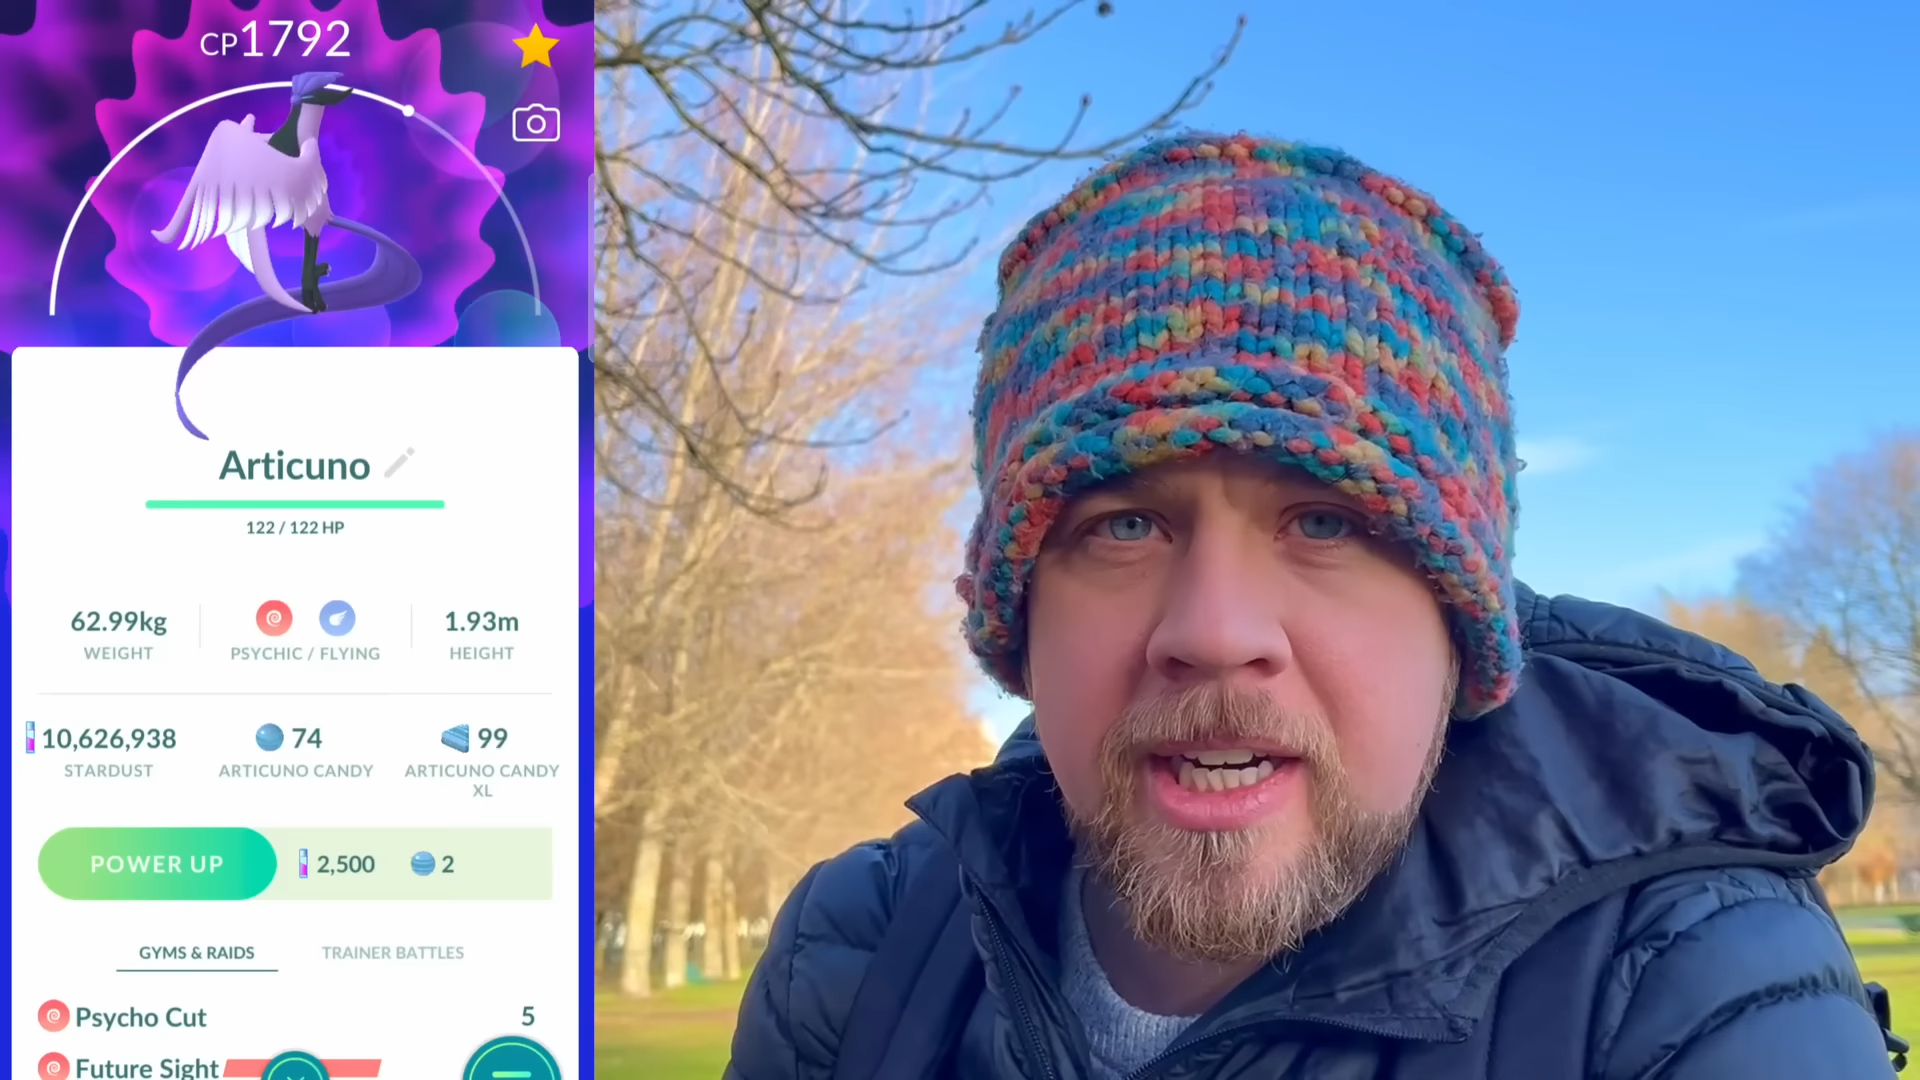 CP1792
Articuno
122 / 122 HP
62.99kg
WEIGHT
PSYCHIC / FLYING
1.93m
HEIGHT
10,626,938
STARDUST
74
ARTICUNO CANDY
99
ARTICUNO CANDY
XL
POWER UP
2,500
2
GYMS & RAIDS
TRAINER BATTLES
Psycho Cut
5
Future Sight